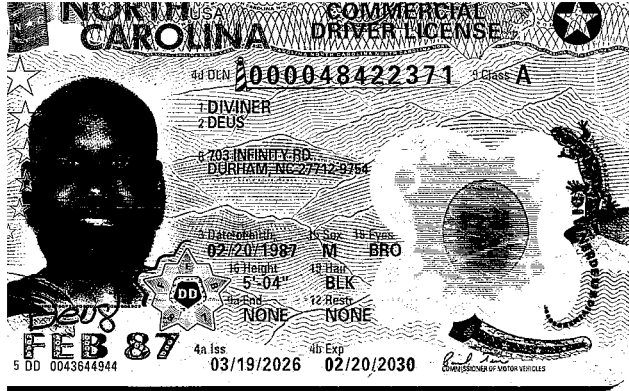 NORTH USA
CAROLINA
COMMERCIAL
DRIVER LICENSE
4d DLN 000048422371 9 Class A
1 DIVINER
2 DEUS
8 703 INFINITY RD
DURHAM, NC 27712-9754
3 Date of birth 15 Sex 18 Eyes
02/20/1987 M BRO
16 Height 19 Hair
5'-04" BLK
9a End 12 Restr
NONE NONE
DD
Deus
FEB 87
4a Iss 4b Exp
03/19/2026 02/20/2030
5 DD 0043644944
COMMISSIONER OF MOTOR VEHICLES